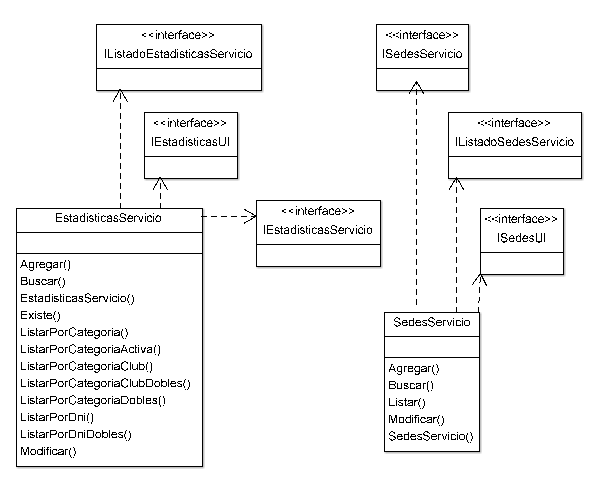 <<interface>>
IListadoEstadisticasServicio
<<interface>>
ISedesServicio
<<interface>>
IEstadisticasUI
<<interface>>
IListadoSedesServicio
<<interface>>
IEstadisticasServicio
<<interface>>
ISedesUI
EstadisticasServicio
Agregar()
Buscar()
EstadisticasServicio()
Existe()
ListarPorCategoria()
ListarPorCategoriaActiva()
ListarPorCategoriaClub()
ListarPorCategoriaClubDobles()
ListarPorCategoriaDobles()
ListarPorDni()
ListarPorDniDobles()
Modificar()
SedesServicio
Agregar()
Buscar()
Listar()
Modificar()
SedesServicio()